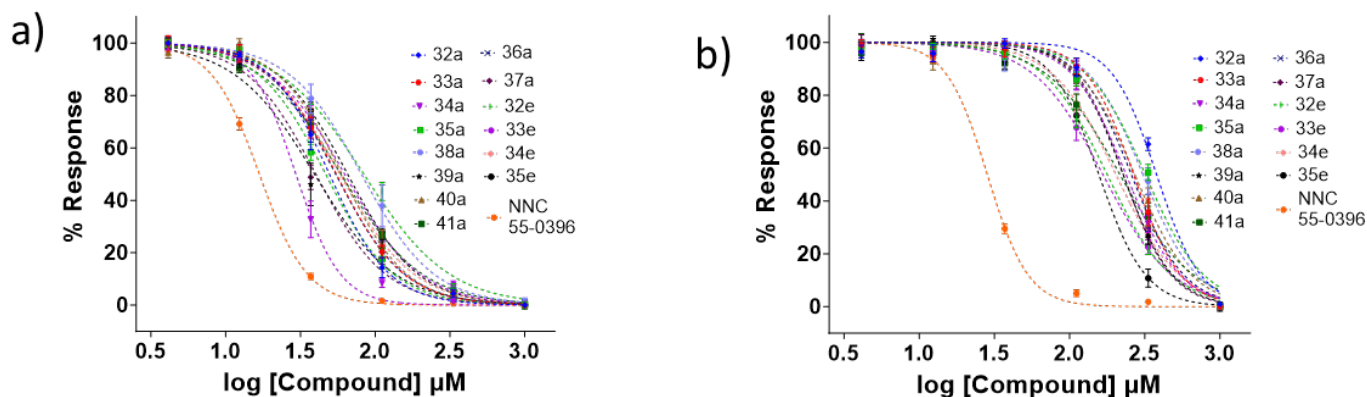 a)
% Response
100
80
60
40
20
0
0.5 1.0 1.5 2.0 2.5 3.0
log [Compound] µM
32a
33a
34a
35a
38a
39a
40a
41a
36a
37a
32e
33e
34e
35e
NNC
55-0396
b)
% Response
100
80
60
40
20
0
0.5 1.0 1.5 2.0 2.5 3.0
log [Compound] µM
32a
33a
34a
35a
38a
39a
40a
41a
36a
37a
32e
33e
34e
35e
NNC
55-0396